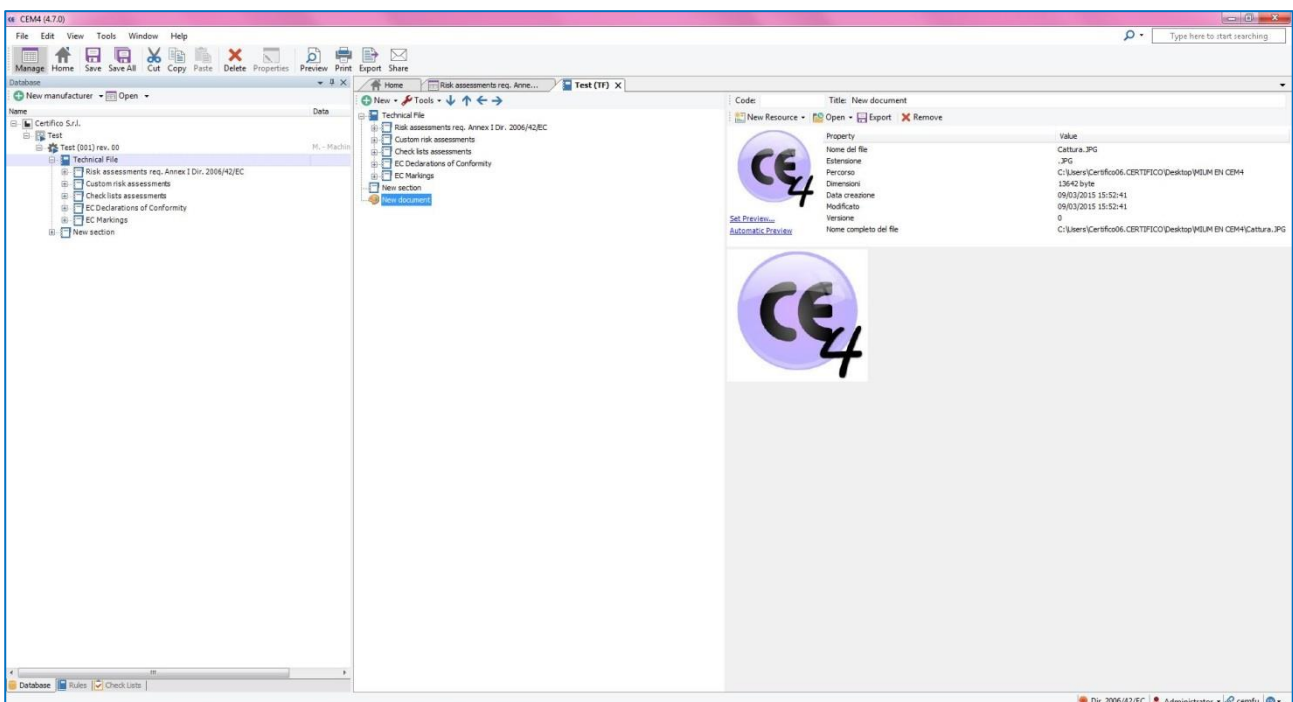 CEM4 (4.7.0)
File Edit View Tools Window Help
Type here to start searching
Manage Home Save Save All Cut Copy Paste Delete Properties Preview Print Export Share
Database
New manufacturer Open
Name Data
Certifico S.r.l.
Test
Test (001) rev. 00 M. - Machin
Technical File
Risk assessments req. Annex I Dir. 2006/42/EC
Custom risk assessments
Check lists assessments
EC Declarations of Conformity
EC Markings
New section
Database Rules Check Lists
Home Risk assessments req. Anne... Test (TF) X
New Tools
Technical File
Risk assessments req. Annex I Dir. 2006/42/EC
Custom risk assessments
Check lists assessments
EC Declarations of Conformity
EC Markings
New section
New document
Code: Title: New document
New Resource Open Export Remove
CE4
Set Preview...
Automatic Preview
Property Value
Nome del file Cattura.JPG
Estensione .JPG
Percorso C:\Users\Certifico06.CERTIFICO\Desktop\MIUM EN CEM4
Dimensioni 13642 byte
Data creazione 09/03/2015 15:52:41
Modificato 09/03/2015 15:52:41
Versione 0
Nome completo del file C:\Users\Certifico06.CERTIFICO\Desktop\MIUM EN CEM4\Cattura.JPG
CE4
Dir. 2006/42/EC Administrator cemfu